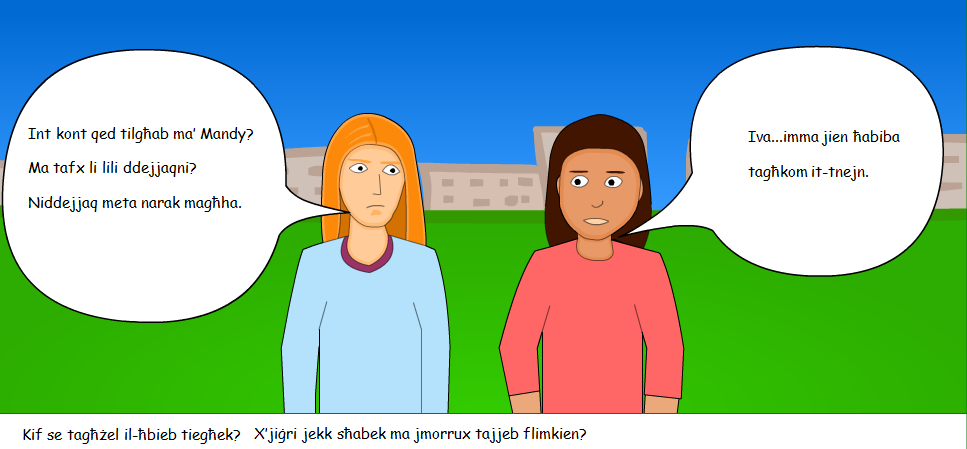 Int kont qed tilgħab ma' Mandy?
Ma tafx li lili ddejjaqni?
Niddejjaq meta narak magħha.
Iva...imma jien ħabiba
tagħkom it-tnejn.
Kif se tagħżel il-ħbieb tiegħek? X'jiġri jekk sħabek ma jmorrux tajjeb flimkien?